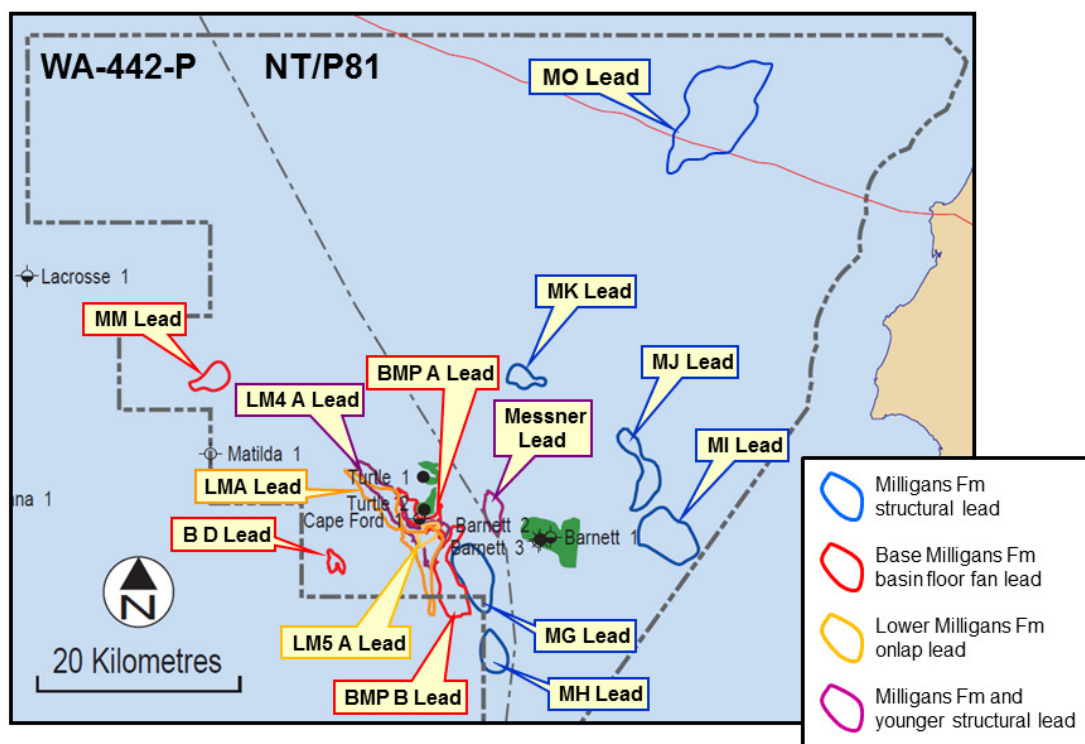 WA-442-P NT/P81
MO Lead
Lacrosse 1
MM Lead
MK Lead
BMP A Lead
MJ Lead
LM4 A Lead
Messner
Lead
MI Lead
Matilda 1
Turtle 1
LMA Lead
nna 1
Turtle 2
Cape Ford 1
Barnett 2
Barnett 1
Barnett 3
B D Lead
LM5 A Lead
MG Lead
BMP B Lead
MH Lead
N
20 Kilometres
Milligans Fm
structural lead
Base Milligans Fm
basin floor fan lead
Lower Milligans Fm
onlap lead
Milligans Fm and
younger structural lead